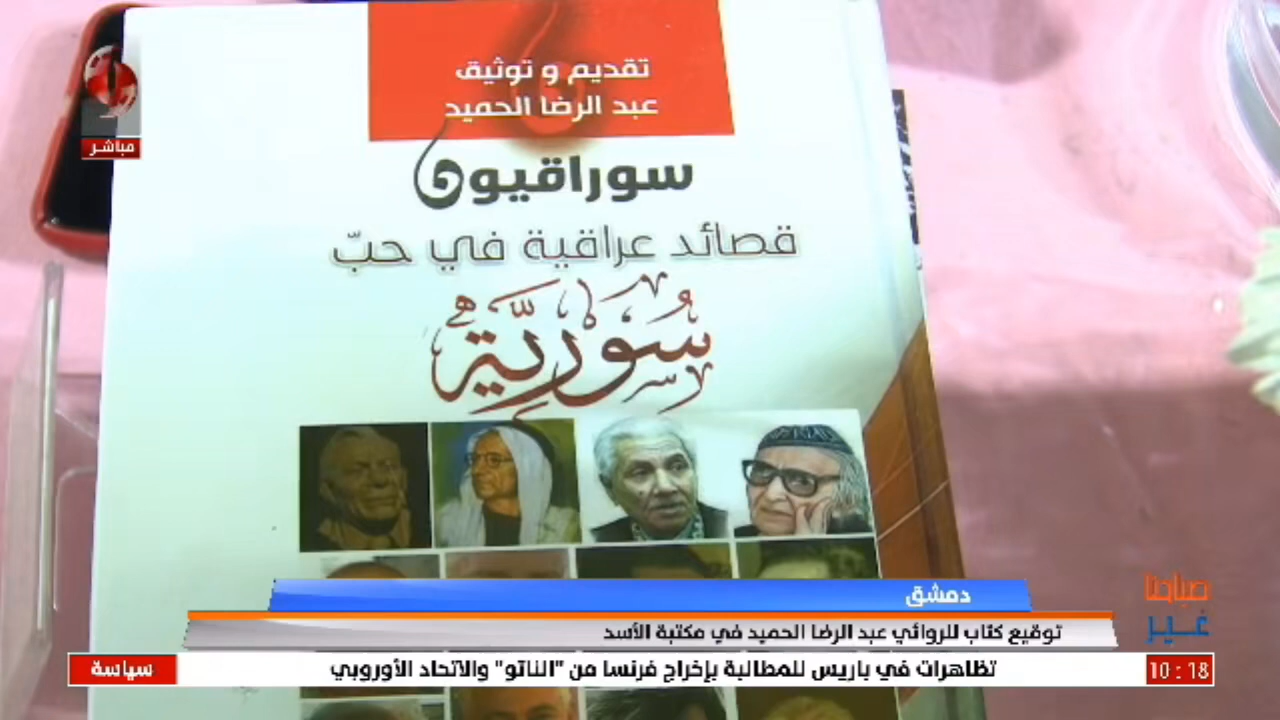 تقديم و توثيق
عبد الرضا الحميد
مباشر
سوراقيون
قصائد عراقية في حبّ
سُوريَّة
دمشق
صباحنا
غير
توقيع كتاب للروائي عبد الرضا الحميد في مكتبة الأسد
سياسة
تظاهرات في باريس للمطالبة بإخراج فرنسا من "الناتو" والاتحاد الأوروبي
10:18